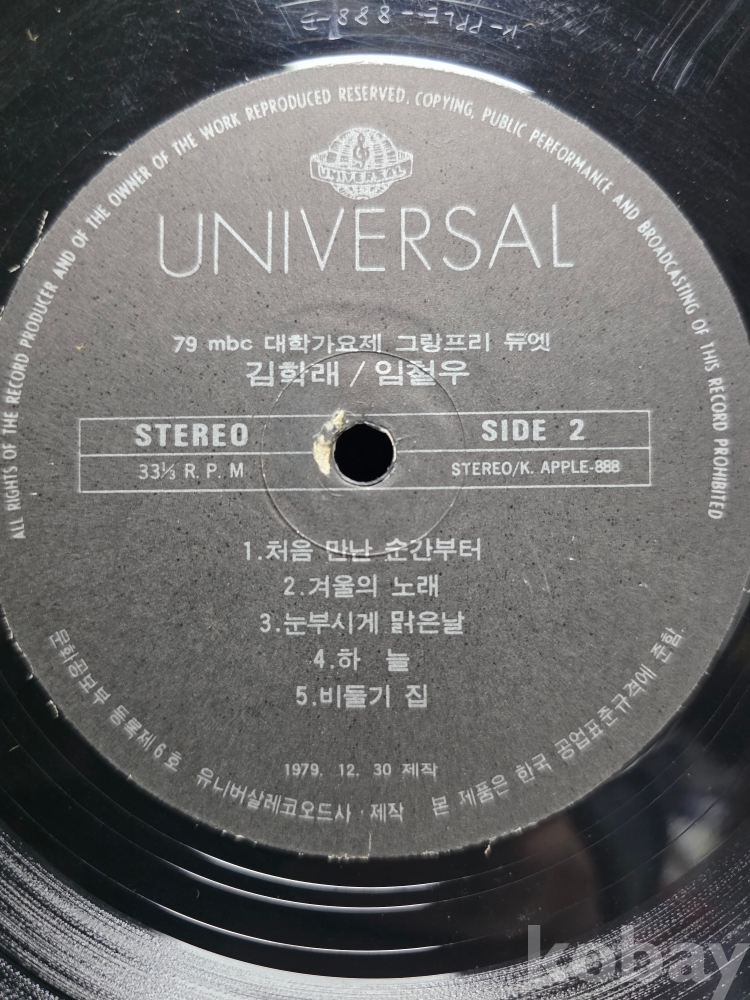 K-PPLE-888-2
ALL RIGHTS OF THE RECORD PRODUCER AND OF THE OWNER OF THE WORK REPRODUCED RESERVED. COPYING, PUBLIC PERFORMANCE AND BROADCASTING OF THIS RECORD PROHIBITED
UNIVERSAL
UNIVERSAL
79 mbc 대학가요제 그랑프리 듀엣
김학래 / 임철우
STEREO SIDE 2
33⅓ R. P. M STEREO/K. APPLE-888
1.처음 만난 순간부터
2.겨울의 노래
3.눈부시게 맑은날
4.하 늘
5.비둘기 집
1979. 12. 30 제작
문화공보부 등록제 6 호 유니버살레코오드사·제작 본 제품은 한국 공업표준규격에 준함.
kobay